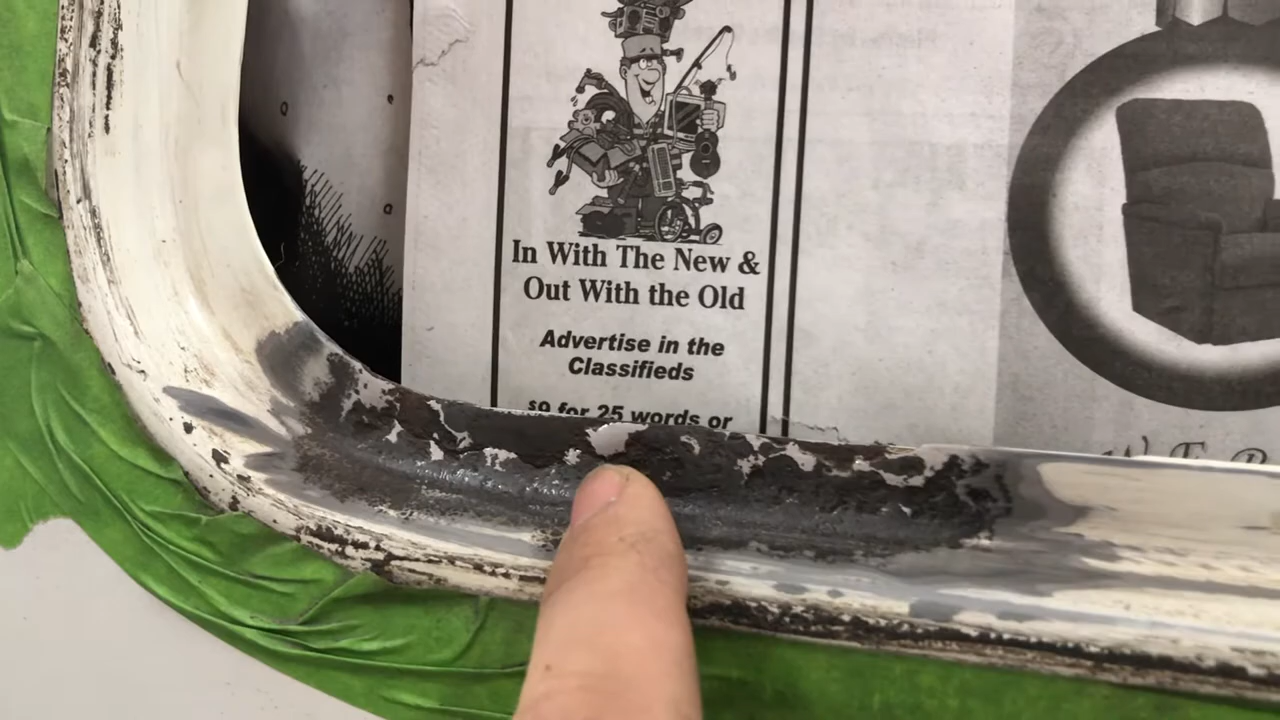 In With The New &
Out With the Old
Advertise in the
Classifieds
$9 for 25 words or